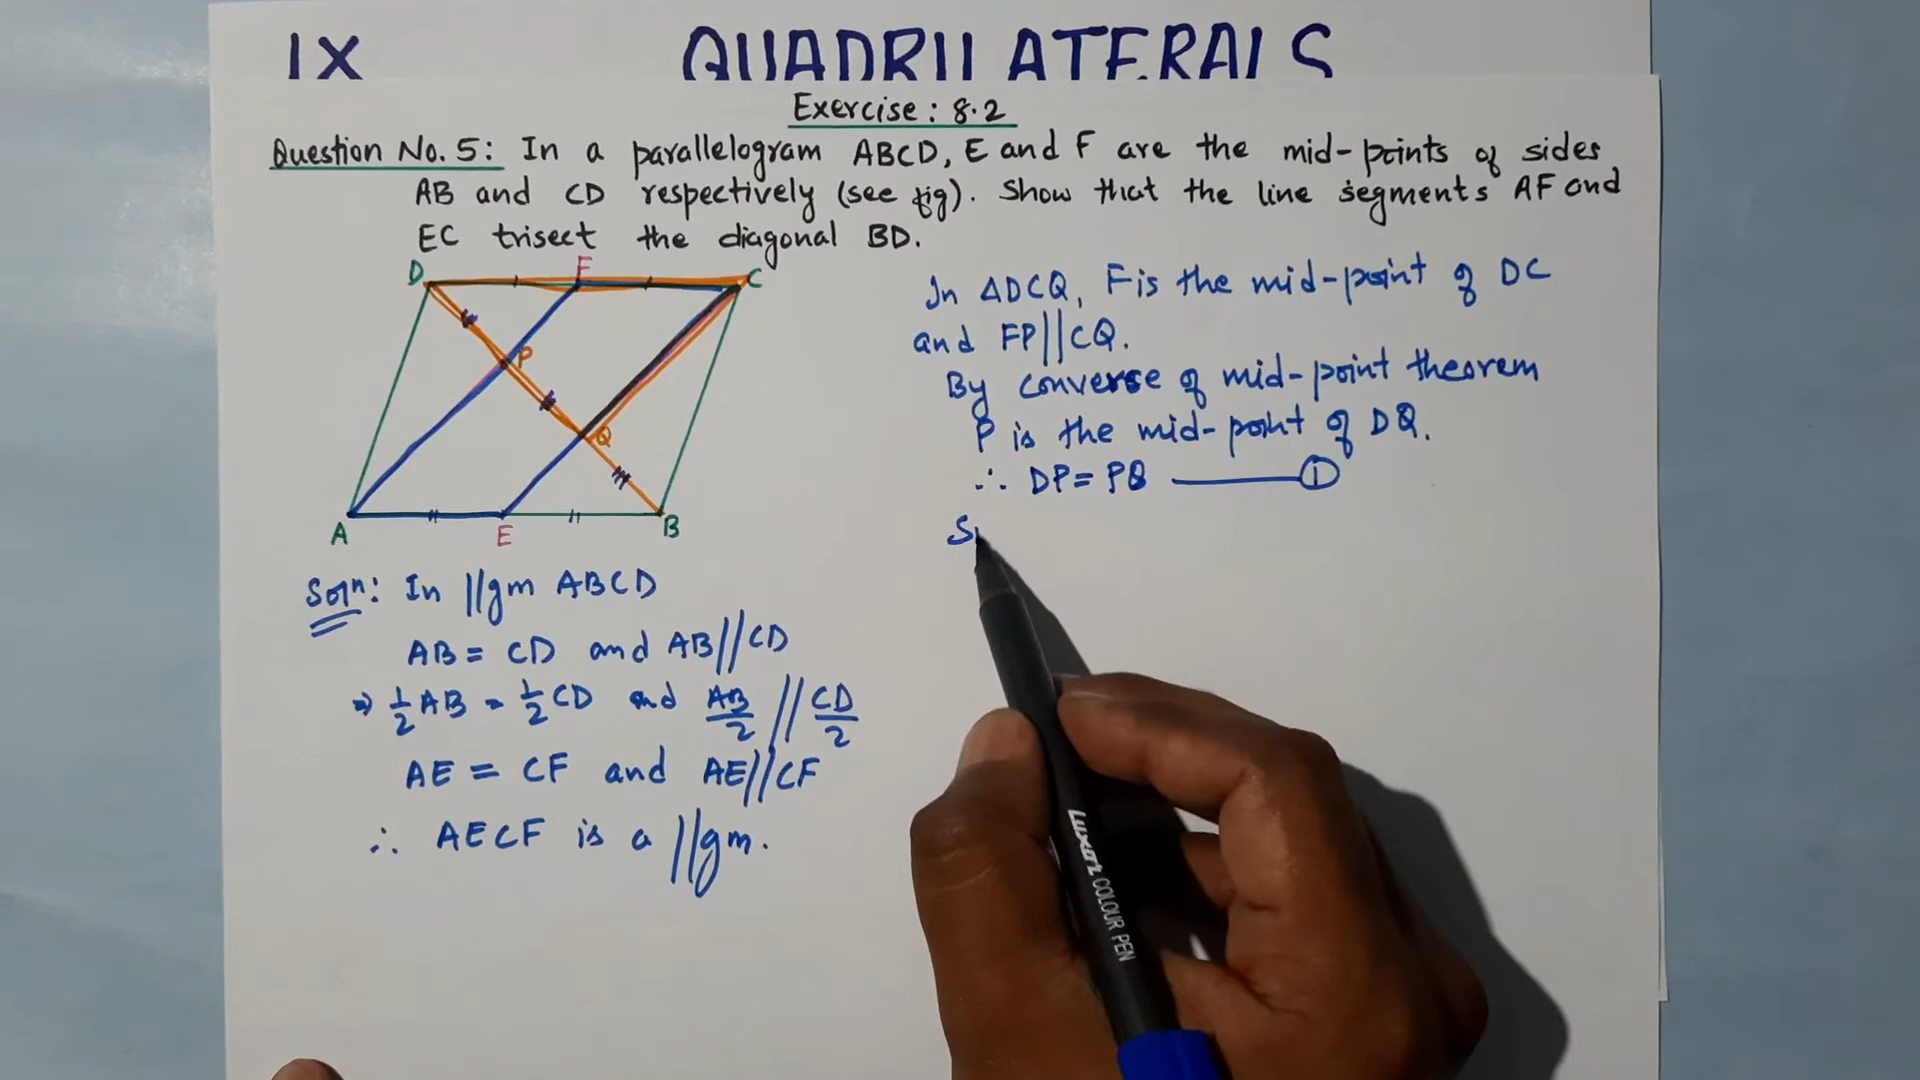 IX QUADRILATERALS
Exercise: 8.2
Question No. 5: In a parallelogram ABCD, E and F are the mid-points of sides
AB and CD respectively (see fig). Show that the line segments AF and
EC trisect the diagonal BD.
D F C
P
Q
A E B
Soln: In ||gm ABCD
AB = CD and AB//CD
⇒ 1/2 AB = 1/2 CD and AB/2 // CD/2
AE = CF and AE//CF
∴ AECF is a ||gm.
In ΔDCQ, F is the mid-point of DC
and FP||CQ.
By converse of mid-point theorem
P is the mid-point of DQ.
∴ DP = PQ ——— ①
LUXOR COLOUR PEN